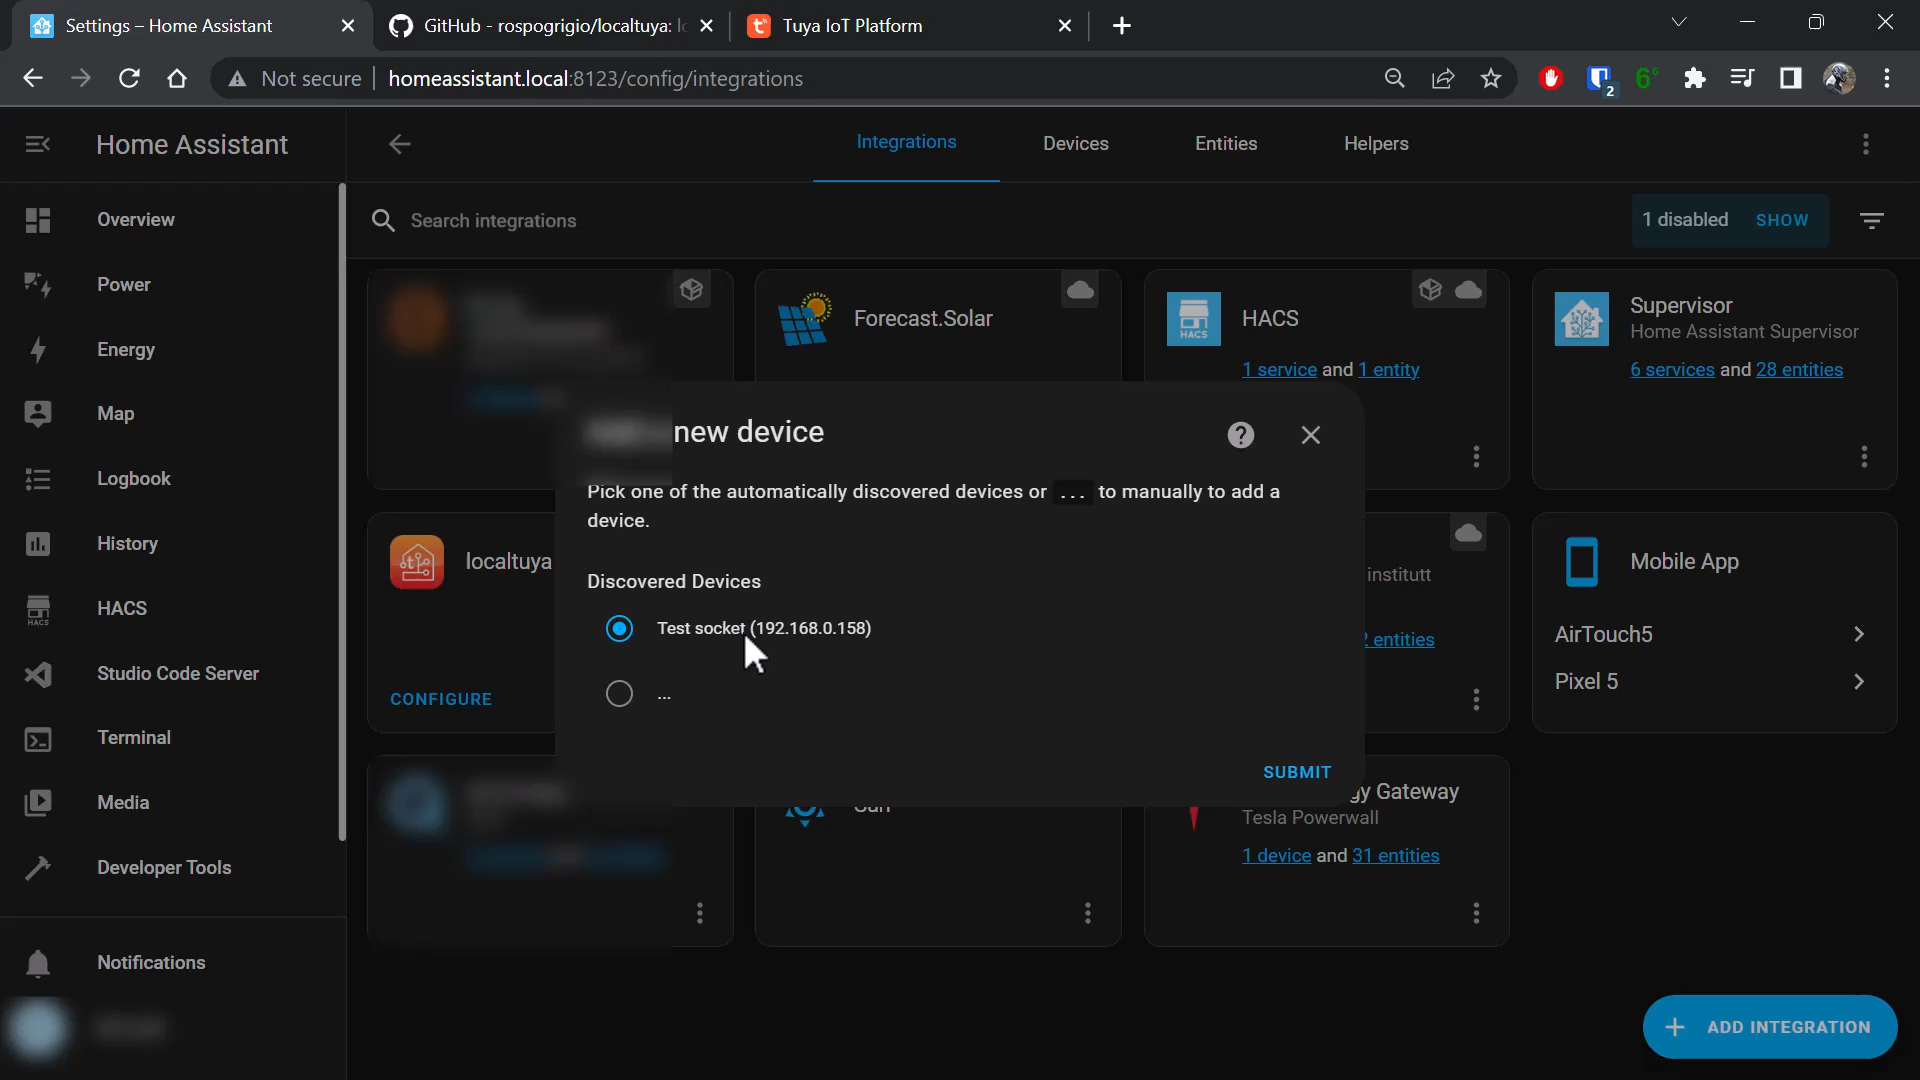 Settings – Home Assistant
GitHub - rospogrigio/localtuya:
Tuya IoT Platform
Not secure
homeassistant.local:8123/config/integrations
2
6
Home Assistant
Integrations
Devices
Entities
Helpers
Overview
Power
Energy
Map
Logbook
History
HACS
Studio Code Server
Terminal
Media
Developer Tools
Notifications
Search integrations
1 disabled SHOW
Forecast.Solar
HACS
HACS
1 service and 1 entity
Supervisor
Home Assistant Supervisor
6 services and 28 entities
new device
Pick one of the automatically discovered devices or ... to manually to add a
device.
Discovered Devices
Test socket (192.168.0.158)
...
SUBMIT
localtuya
CONFIGURE
institutt
2 entities
Mobile App
AirTouch5
Pixel 5
gy Gateway
Tesla Powerwall
1 device and 31 entities
ADD INTEGRATION